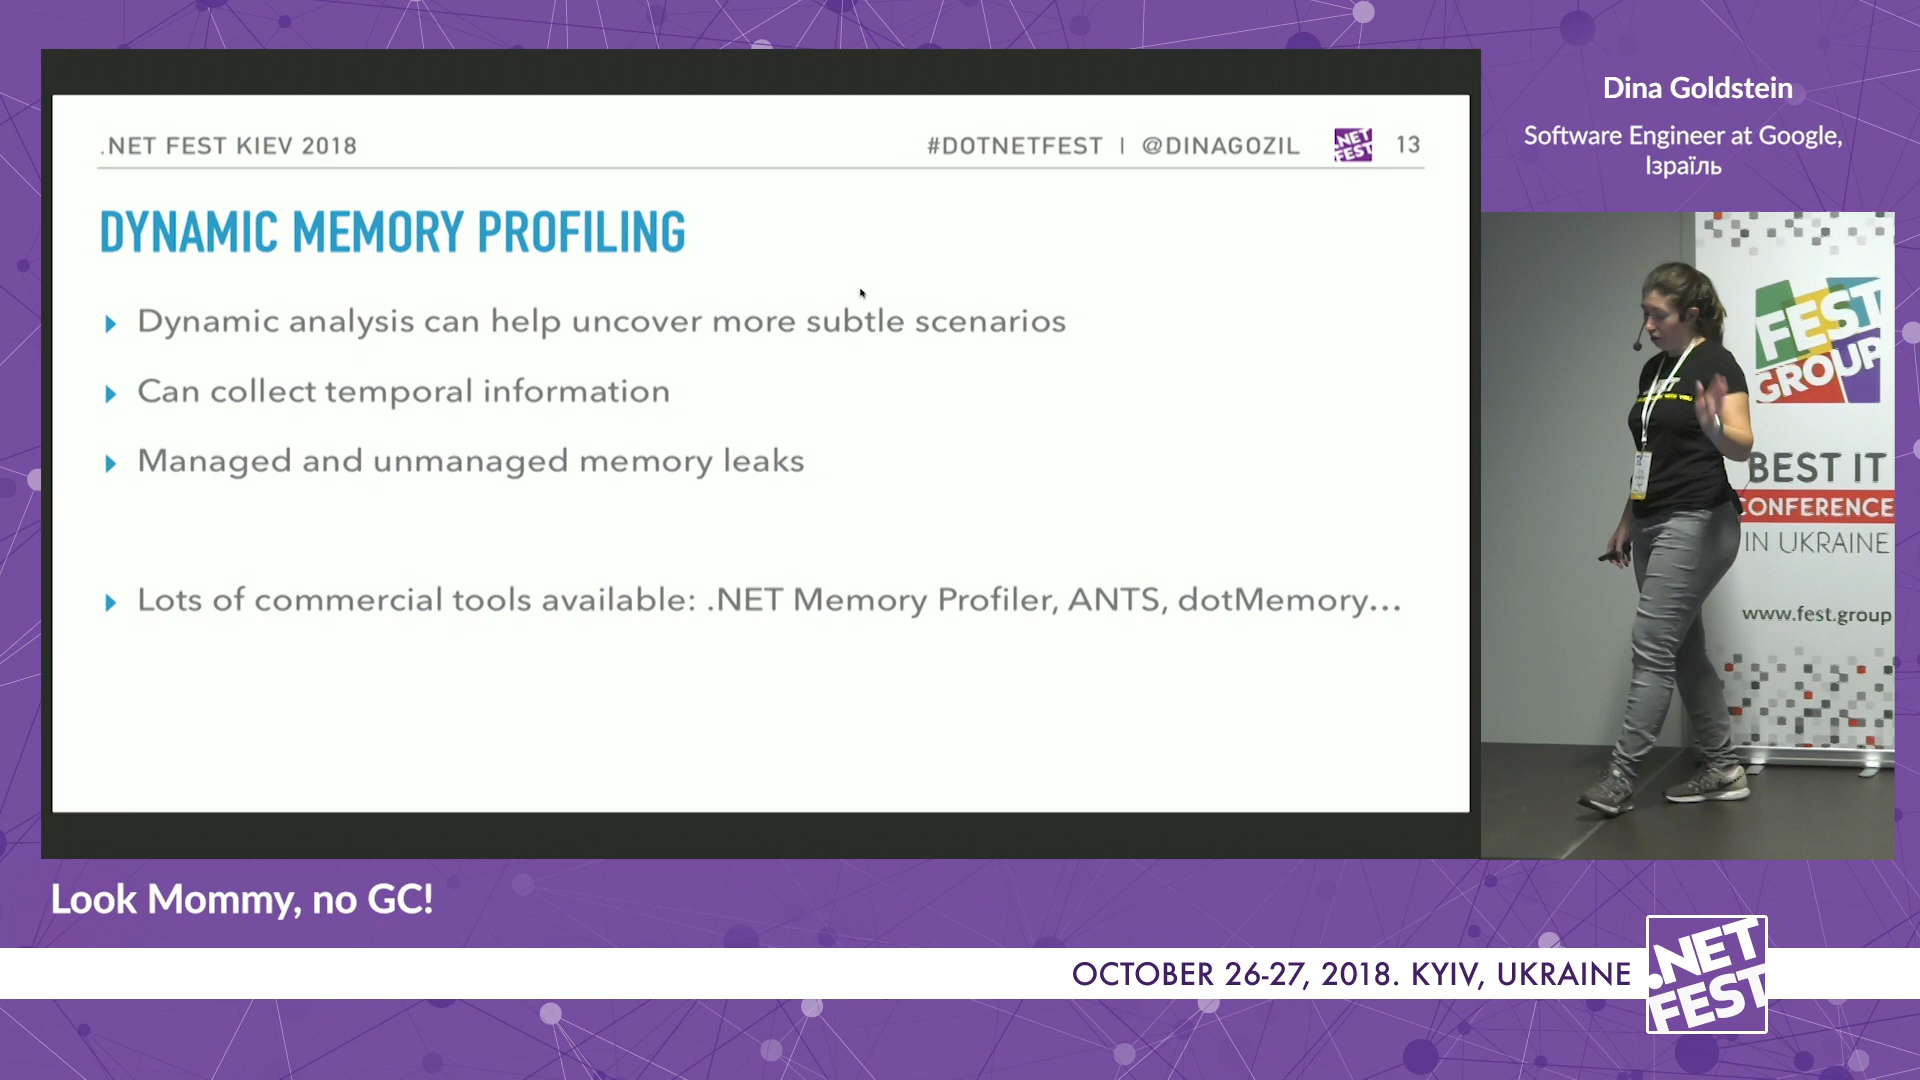 .NET FEST KIEV 2018
#DOTNETFEST | @DINAGOZIL
.NET
FEST
13
DYNAMIC MEMORY PROFILING
Dynamic analysis can help uncover more subtle scenarios
Can collect temporal information
Managed and unmanaged memory leaks
Lots of commercial tools available: .NET Memory Profiler, ANTS, dotMemory...
Dina Goldstein
Software Engineer at Google,
Ізраїль
FEST
GROUP
BEST IT
CONFERENCE
IN UKRAINE
www.fest.group
Look Mommy, no GC!
OCTOBER 26-27, 2018. KYIV, UKRAINE
.NET
FEST